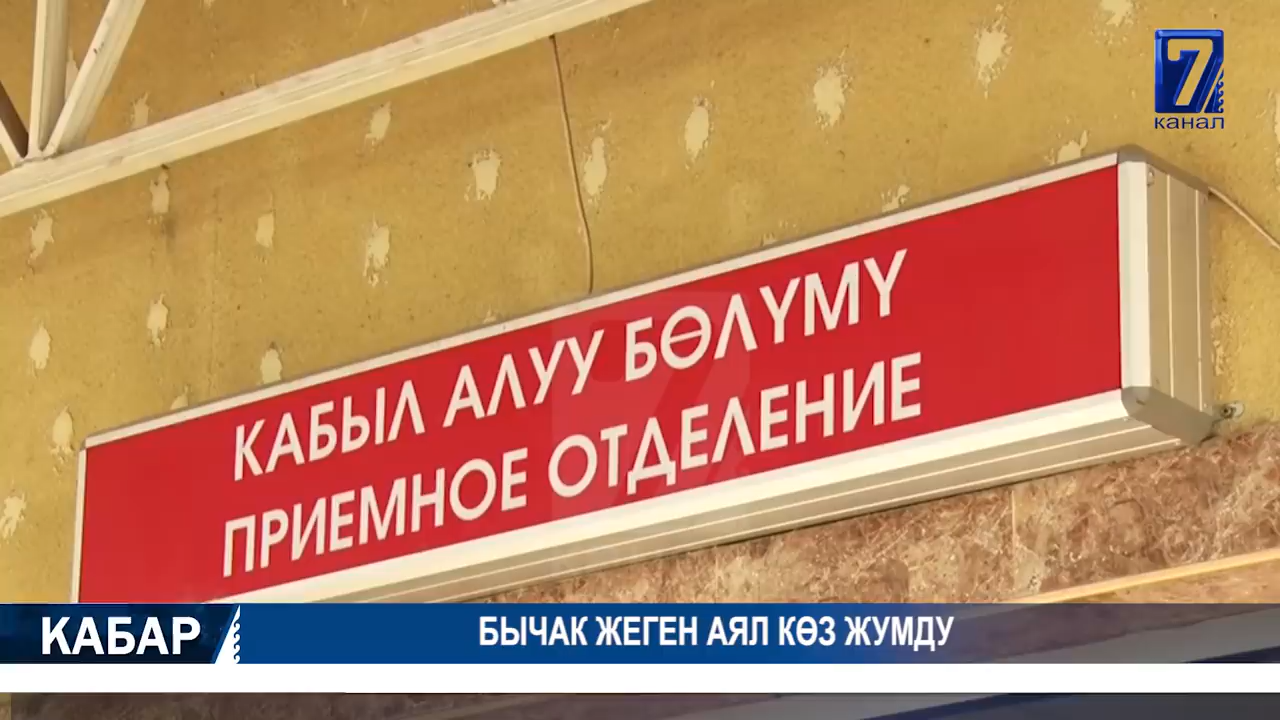 7
канал
КАБЫЛ АЛУУ БӨЛҮМҮ
ПРИЕМНОЕ ОТДЕЛЕНИЕ
КАБАР
БЫЧАК ЖЕГЕН АЯЛ КӨЗ ЖУМДУ